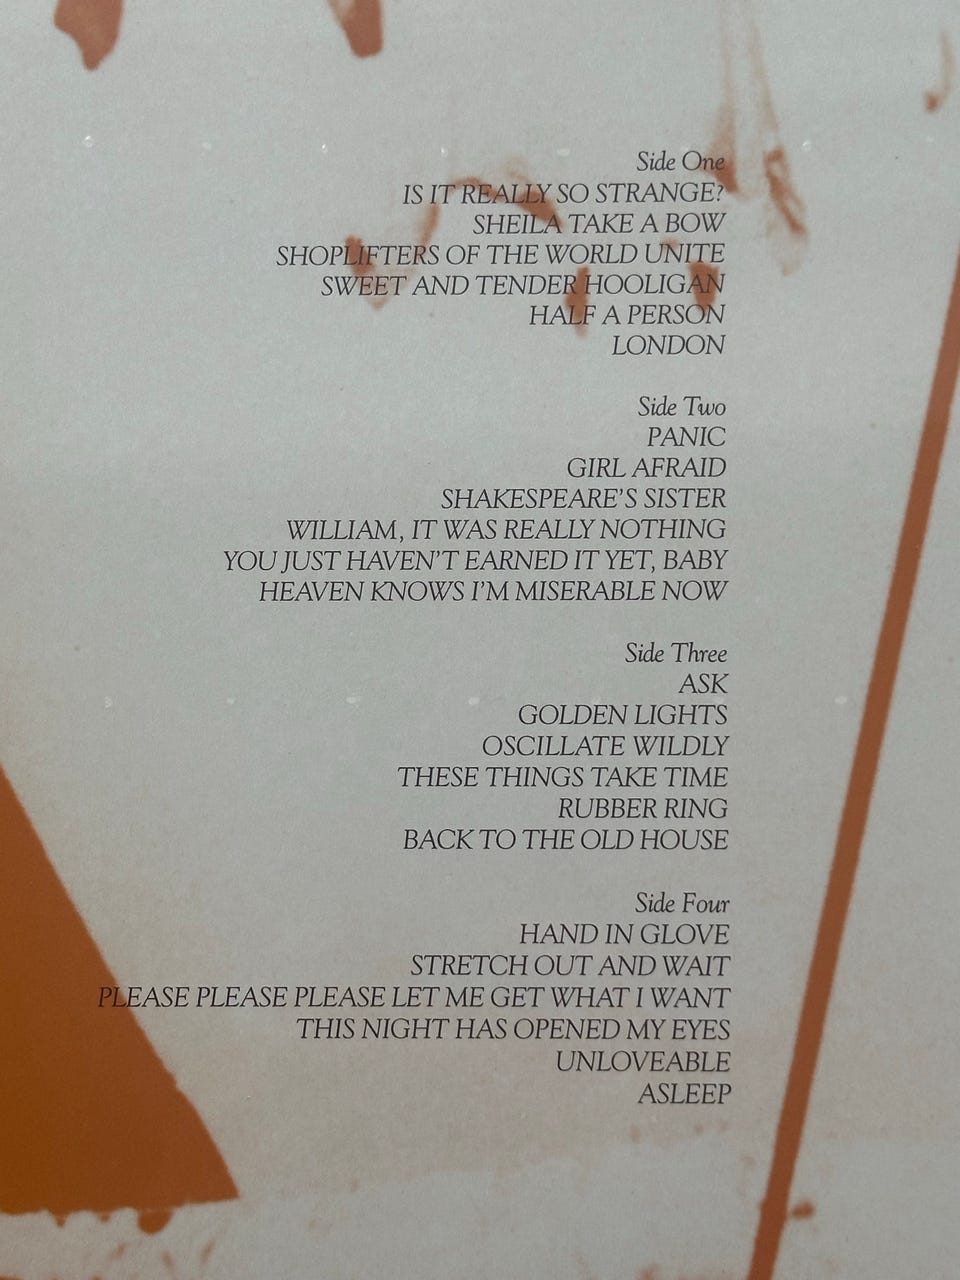 Side One
IS IT REALLY SO STRANGE?
SHEILA TAKE A BOW
SHOPLIFTERS OF THE WORLD UNITE
SWEET AND TENDER HOOLIGAN
HALF A PERSON
LONDON
Side Two
PANIC
GIRL AFRAID
SHAKESPEARE'S SISTER
WILLIAM, IT WAS REALLY NOTHING
YOU JUST HAVEN'T EARNED IT YET, BABY
HEAVEN KNOWS I'M MISERABLE NOW
Side Three
ASK
GOLDEN LIGHTS
OSCILLATE WILDLY
THESE THINGS TAKE TIME
RUBBER RING
BACK TO THE OLD HOUSE
Side Four
HAND IN GLOVE
STRETCH OUT AND WAIT
PLEASE PLEASE PLEASE LET ME GET WHAT I WANT
THIS NIGHT HAS OPENED MY EYES
UNLOVEABLE
ASLEEP